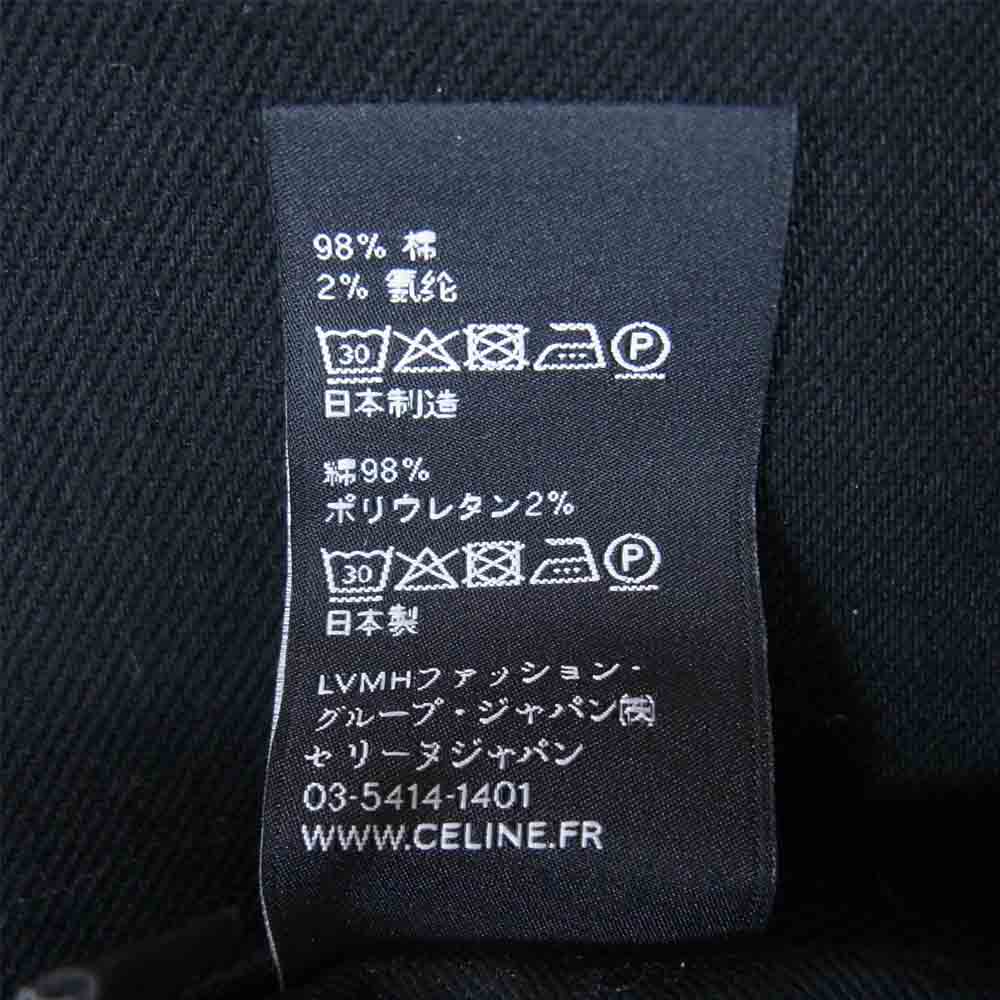 98% 棉
2% 氨纶
30 P
日本制造
綿98%
ポリウレタン2%
30 P
日本製
LVMHファッション・
グループ・ジャパン㈱
セリーヌジャパン
03-5414-1401
WWW.CELINE.FR